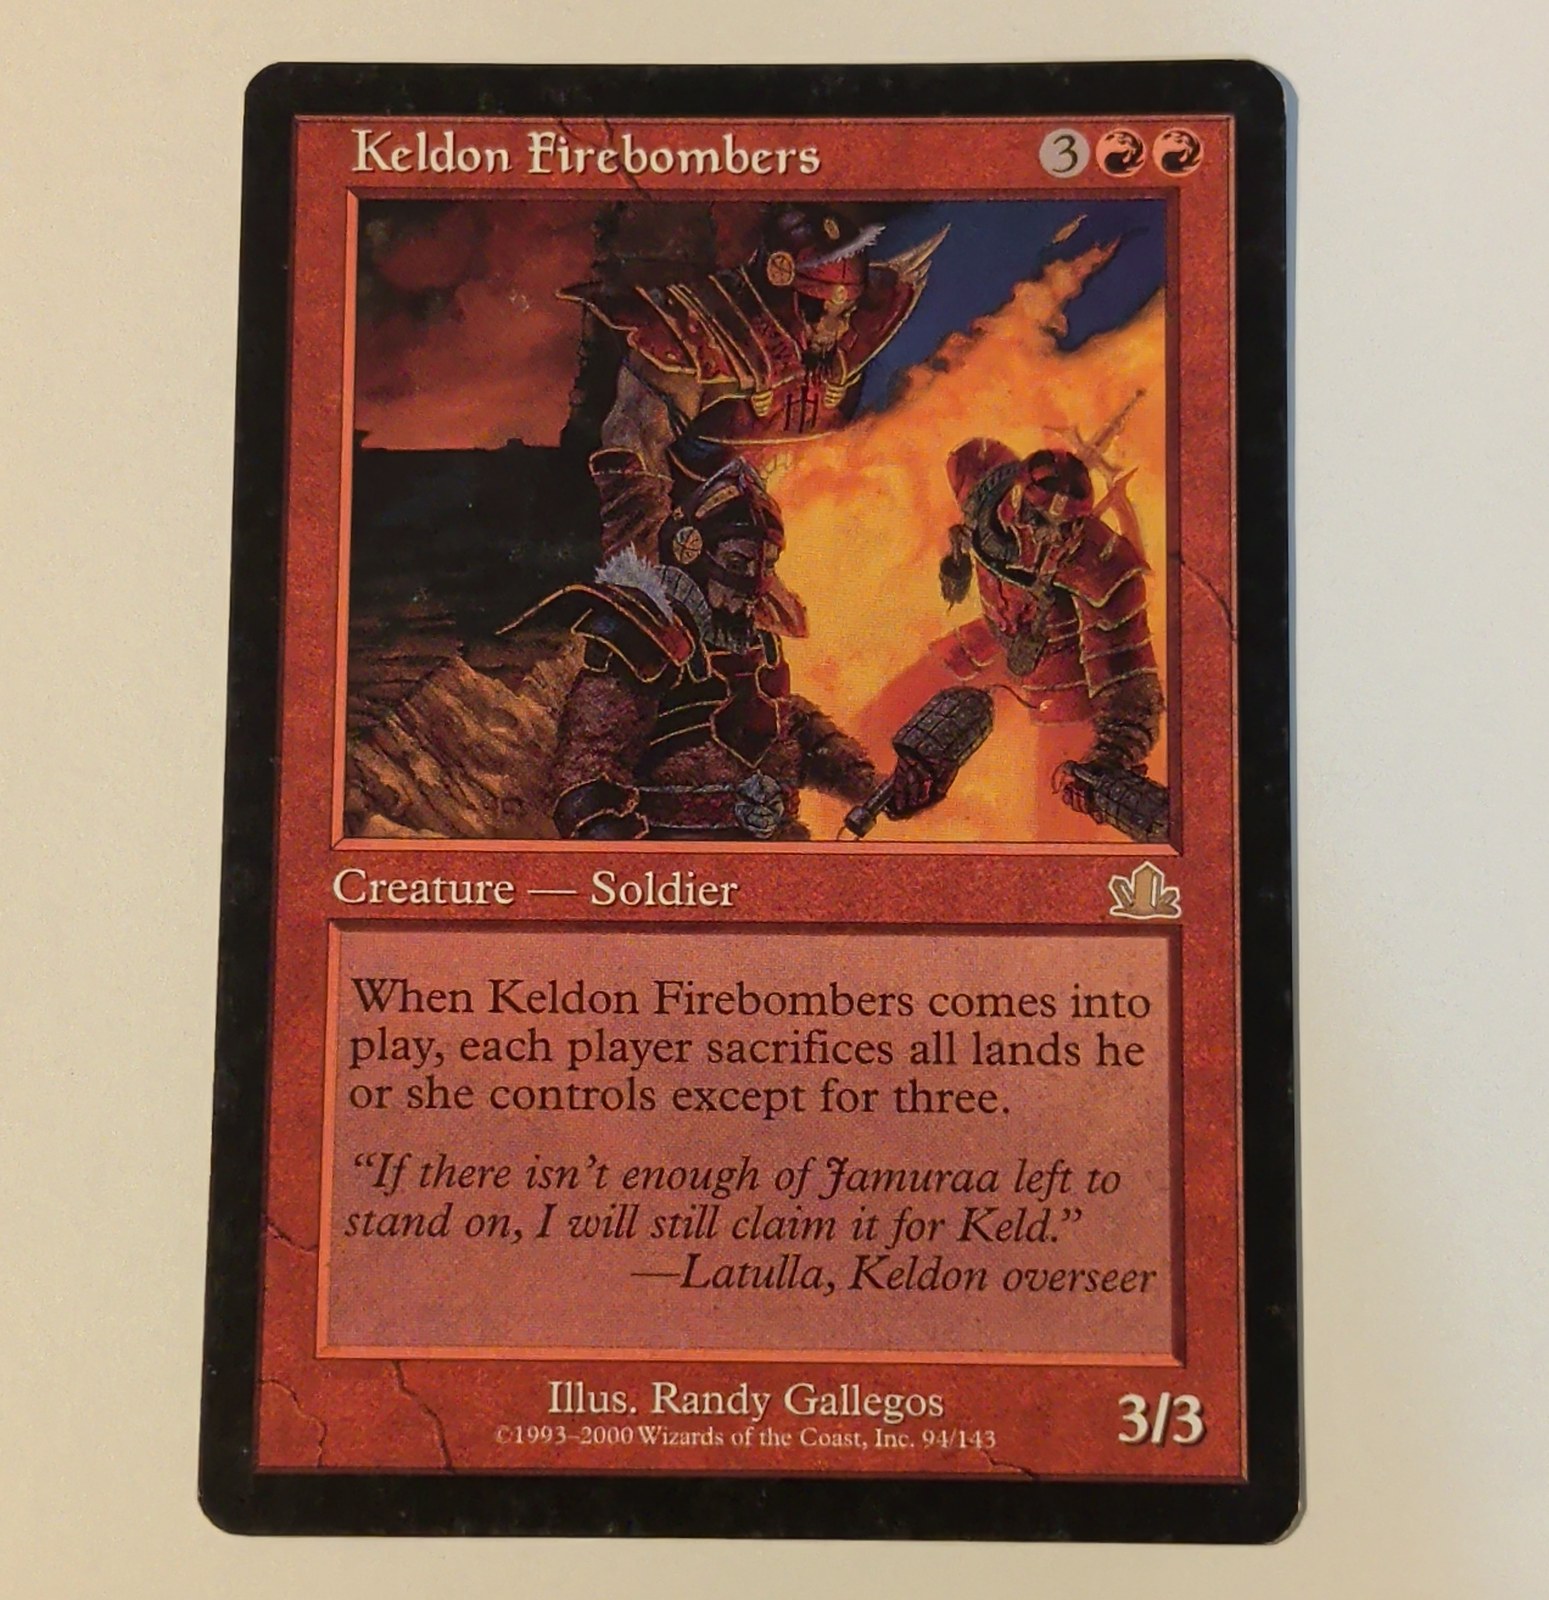 Keldon Firebombers 3
Creature — Soldier
When Keldon Firebombers comes into
play, each player sacrifices all lands he
or she controls except for three.
“If there isn’t enough of Jamuraa left to
stand on, I will still claim it for Keld.”
—Latulla, Keldon overseer
Illus. Randy Gallegos
©1993–2000 Wizards of the Coast, Inc. 94/143
3/3